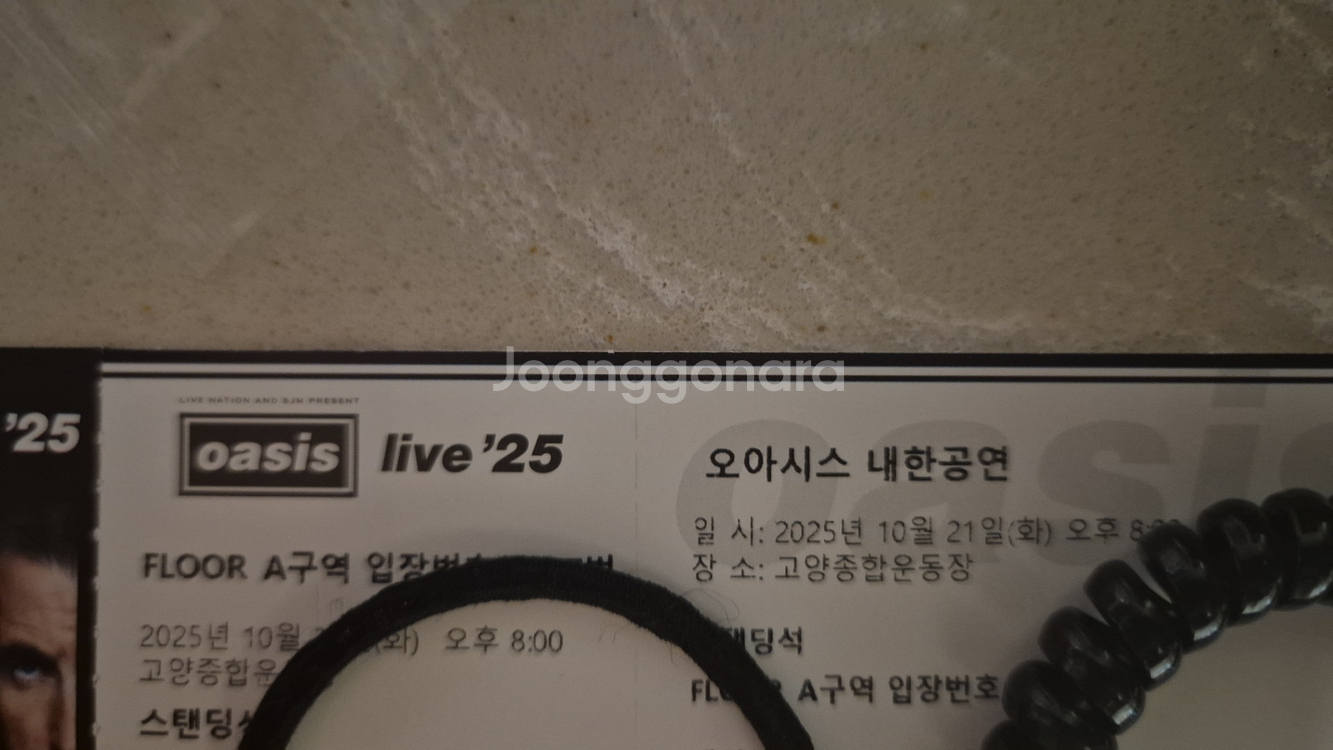 Joonggonara
'25
LIVE NATION AND SJM PRESENT
oasis live '25
FLOOR A구역 입장번
2025년 10월 (화) 오후 8:00
고양종합운
스탠딩
oasis
오아시스 내한공연
일 시: 2025년 10월 21일(화) 오후 8:
장 소: 고양종합운동장
딩석
A구역 입장번호